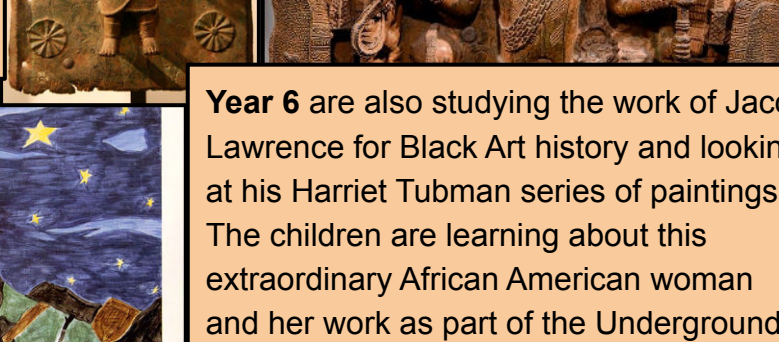 Year 6 are also studying the work of Jac
Lawrence for Black Art history and lookin
at his Harriet Tubman series of paintings
The children are learning about this
extraordinary African American woman
and her work as part of the Underground